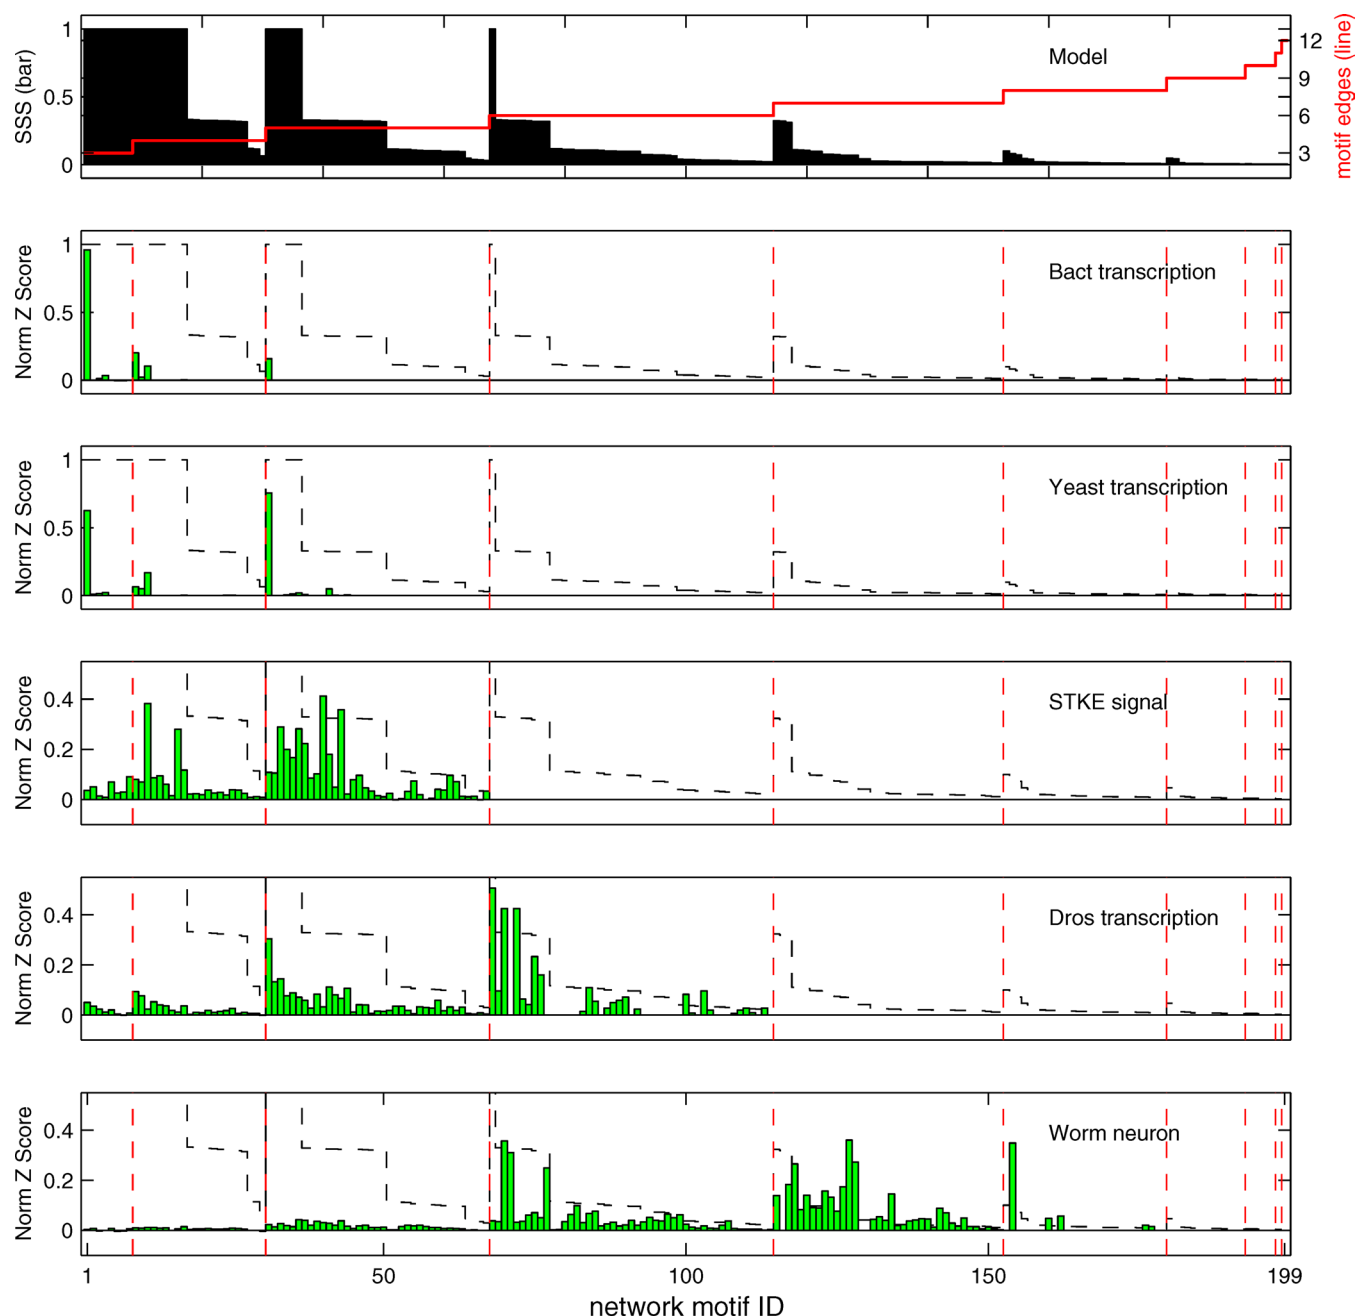 SSS (bar)
1
0.5
0
Model
12
9
6
3
motif edges (line)
Norm Z Score
1
0.5
0
Bact transcription
Norm Z Score
1
0.5
0
Yeast transcription
Norm Z Score
0.4
0.2
0
STKE signal
Norm Z Score
0.4
0.2
0
Dros transcription
Norm Z Score
0.4
0.2
0
Worm neuron
1 50 100 150 199
network motif ID